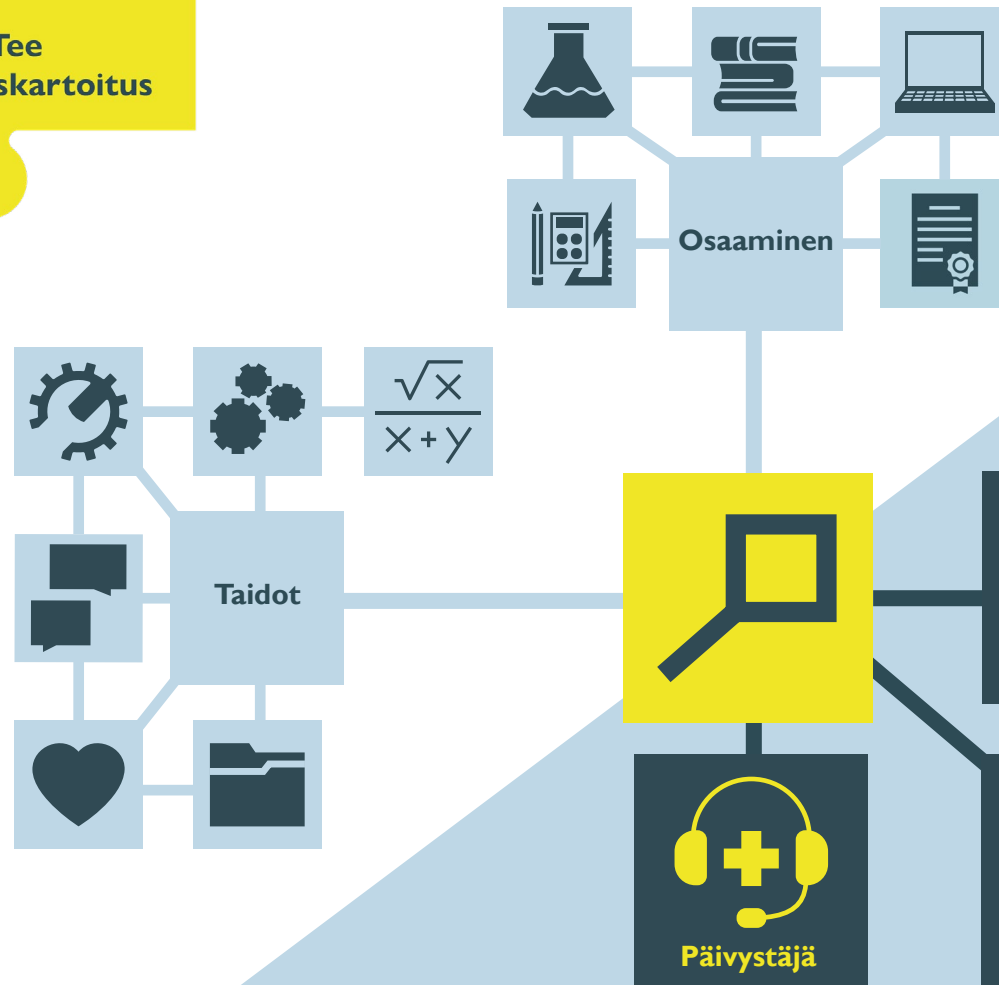 Tee
skartoitus
Osaaminen
√x
x + y
Taidot
Päivystäjä